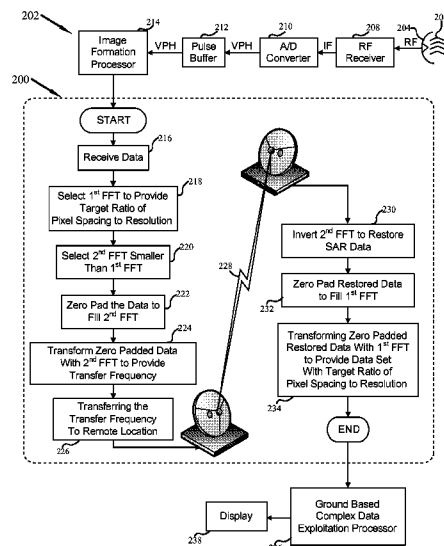 202
214
Image
Formation
Processor
VPH
212
Pulse
Buffer
VPH
210
A/D
Converter
IF
208
RF
Receiver
RF
204
200
START
216
Receive Data
218
Select 1st FFT to Provide
Target Ratio of
Pixel Spacing to Resolution
220
Select 2nd FFT Smaller
Than 1st FFT
222
Zero Pad the Data to
Fill 2nd FFT
224
Transform Zero Padded Data
With 2nd FFT to Provide
Transfer Frequency
Transferring the
Transfer Frequency
To Remote Location
226
228
230
Invert 2nd FFT to Restore
SAR Data
Zero Pad Restored Data
to Fill 1st FFT
232
Transforming Zero Padded
Restored Data With 1st FFT
to Provide Data Set
With Target Ratio of
Pixel Spacing to Resolution
234
END
Ground Based
Complex Data
Exploitation Processor
Display
238